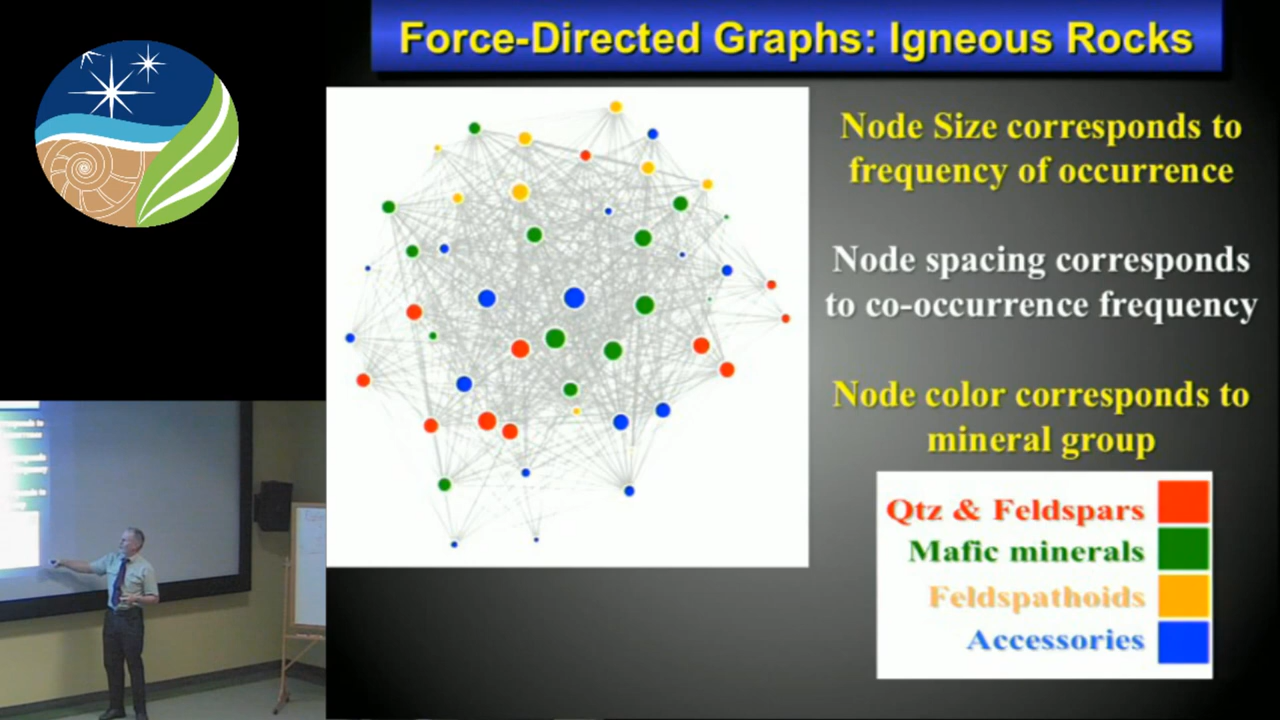 Force-Directed Graphs: Igneous Rocks
Node Size corresponds to
frequency of occurrence
Node spacing corresponds
to co-occurrence frequency
Node color corresponds to
mineral group
Qtz & Feldspars
Mafic minerals
Feldspathoids
Accessories